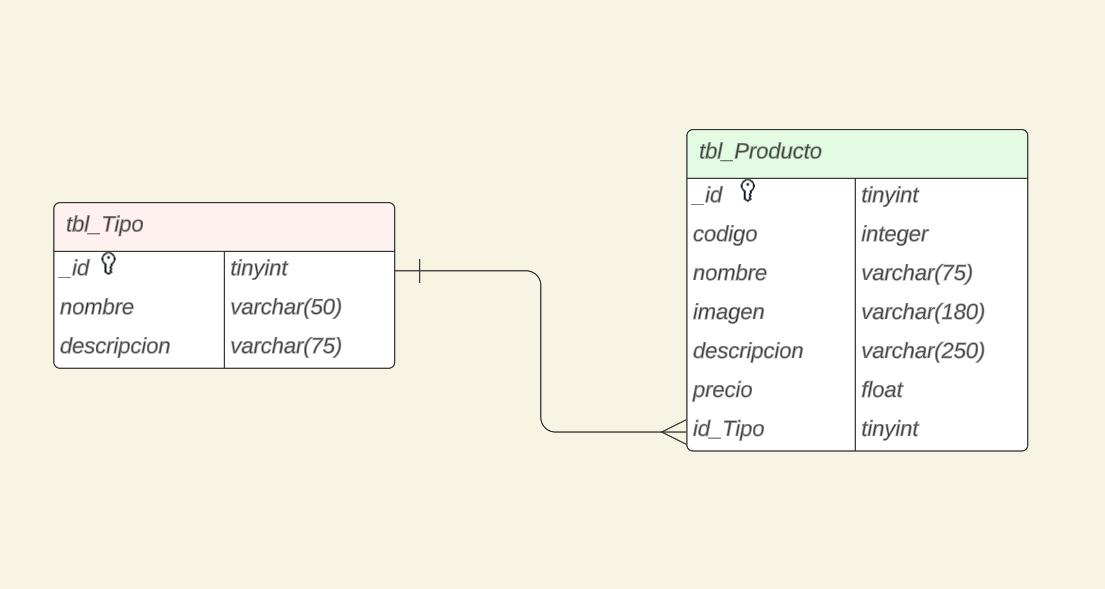 tbl_Tipo
_id tinyint
nombre varchar(50)
descripcion varchar(75)
tbl_Producto
_id tinyint
codigo integer
nombre varchar(75)
imagen varchar(180)
descripcion varchar(250)
precio float
id_Tipo tinyint